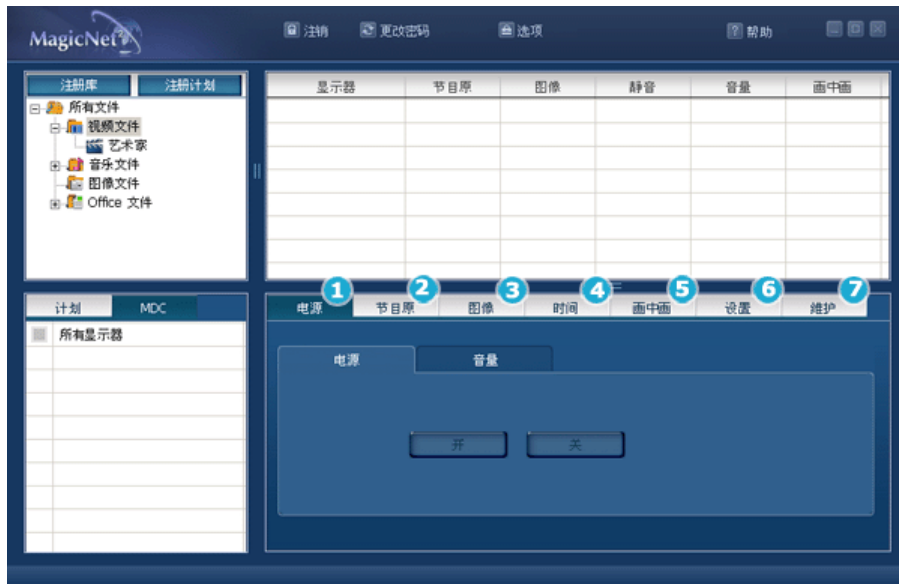 MagicNet
注销 更改密码 选项 帮助
注册库 注册计划
所有文件
视频文件
艺术家
音乐文件
图像文件
Office 文件
显示器 节目原 图像 静音 音量 画中画
计划 MDC
所有显示器
1 2 3 4 5 6 7
电源 节目原 图像 时间 画中画 设置 维护
电源 音量
开 关